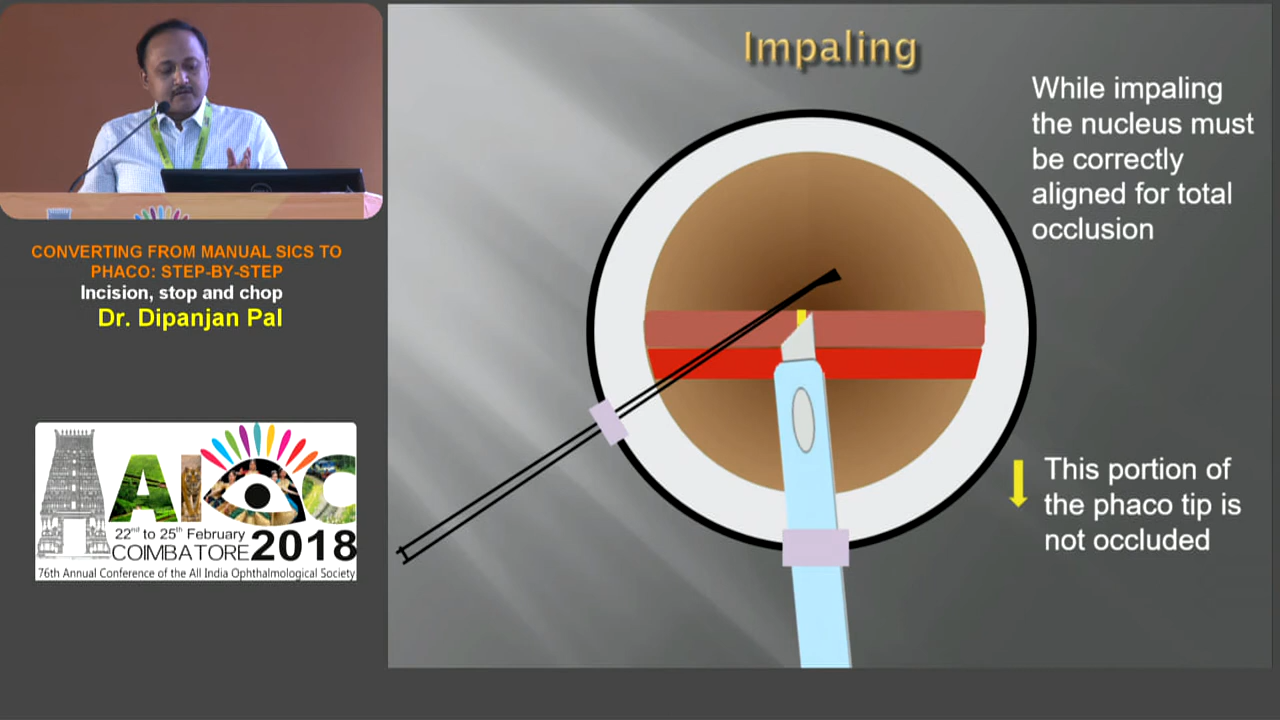 CONVERTING FROM MANUAL SICS TO
PHACO: STEP-BY-STEP
Incision, stop and chop
Dr. Dipanjan Pal
AIOC
22nd to 25th February
COIMBATORE 2018
76th Annual Conference of the All India Ophthalmological Society
Impaling
While impaling
the nucleus must
be correctly
aligned for total
occlusion
This portion of
the phaco tip is
not occluded